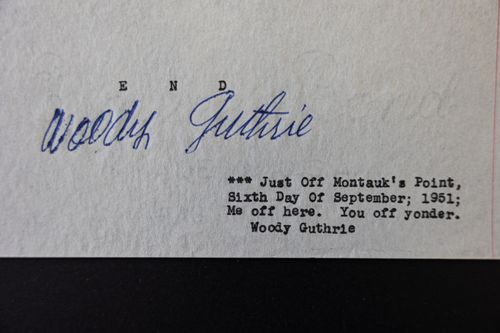 E N D
Woody Guthrie
*** Just Off Montauk's Point,
Sixth Day Of September; 1951;
Me off here. You off yonder.
Woody Guthrie